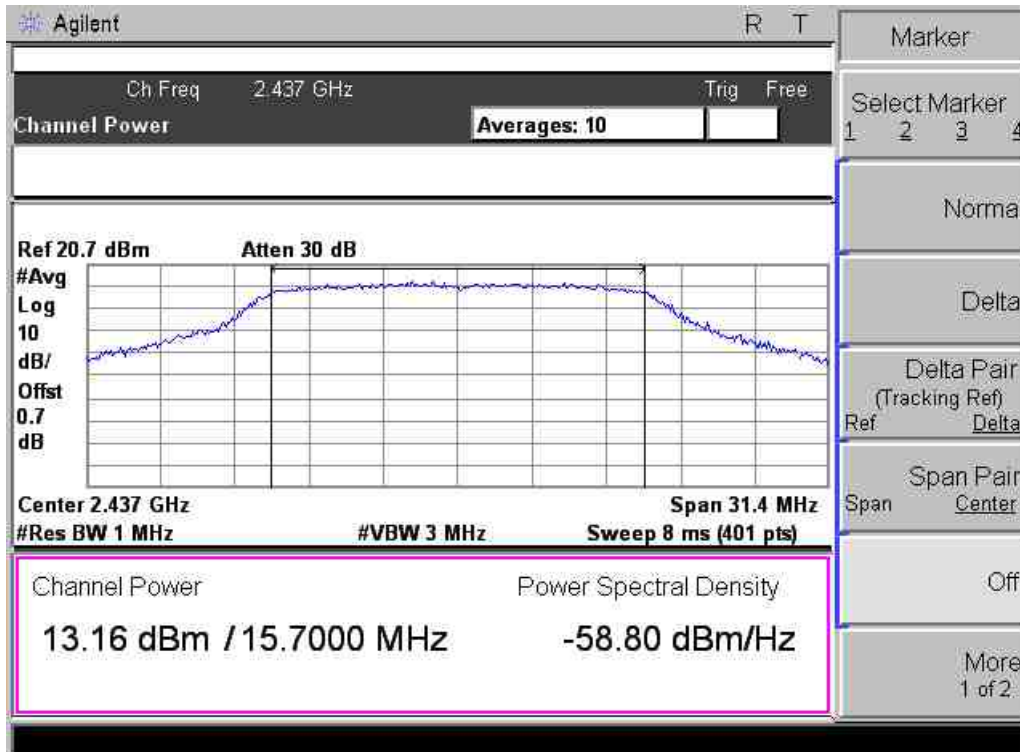 Agilent R T
Ch Freq 2.437 GHz Trig Free
Channel Power Averages: 10
Ref 20.7 dBm Atten 30 dB
#Avg
Log
10
dB/
Offst
0.7
dB
Center 2.437 GHz Span 31.4 MHz
#Res BW 1 MHz #VBW 3 MHz Sweep 8 ms (401 pts)
Channel Power Power Spectral Density
13.16 dBm / 15.7000 MHz -58.80 dBm/Hz
Marker
Select Marker
1 2 3 4
Norma
Delta
Delta Pair
(Tracking Ref)
Ref Delta
Span Pair
Span Center
Off
More
1 of 2